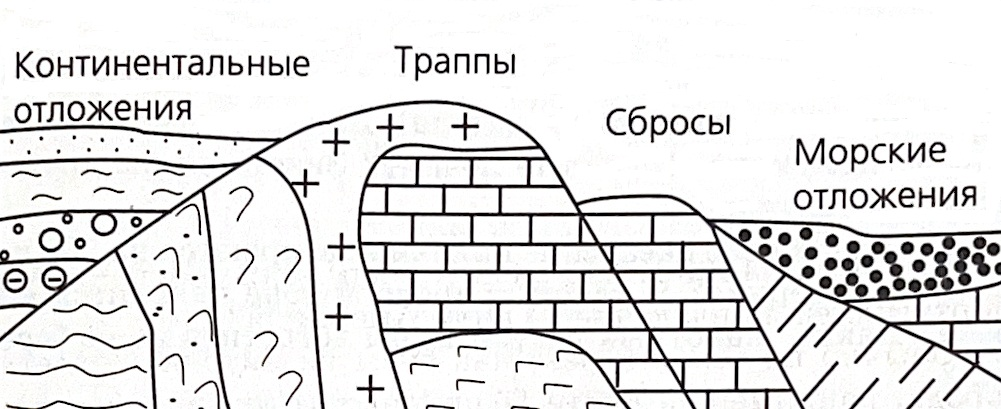 Континентальные
отложения
Траппы
Сбросы
Морские
отложения